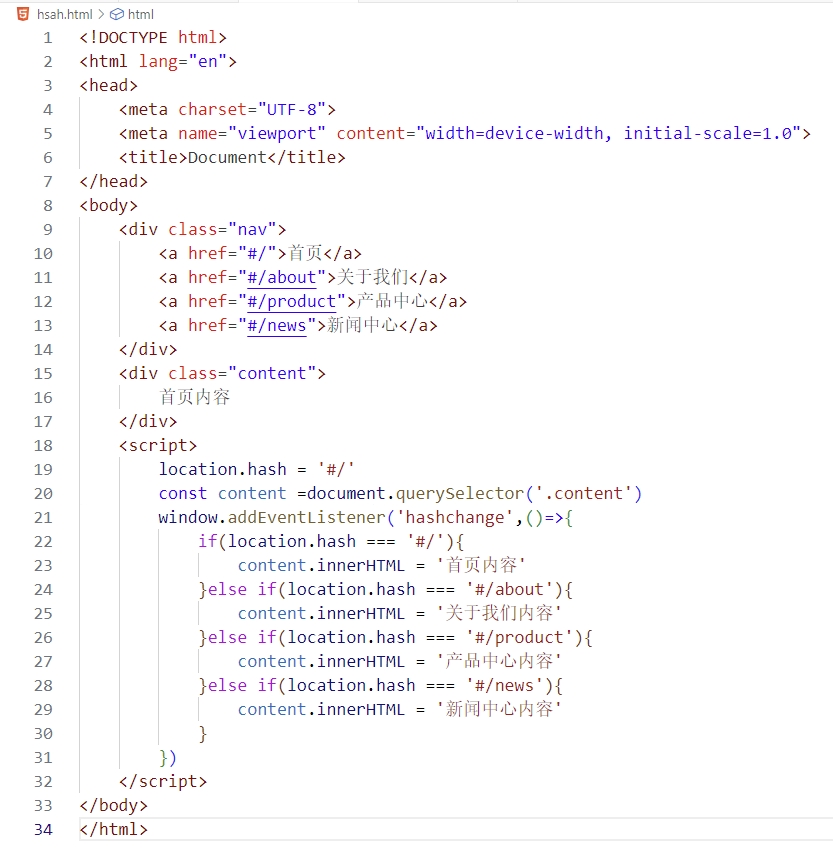 hsah.html > html
1 <!DOCTYPE html>
2 <html lang="en">
3 <head>
4     <meta charset="UTF-8">
5     <meta name="viewport" content="width=device-width, initial-scale=1.0">
6     <title>Document</title>
7 </head>
8 <body>
9     <div class="nav">
10         <a href="#/">首页</a>
11         <a href="#/about">关于我们</a>
12         <a href="#/product">产品中心</a>
13         <a href="#/news">新闻中心</a>
14     </div>
15     <div class="content">
16         首页内容
17     </div>
18     <script>
19         location.hash = '#/'
20         const content =document.querySelector('.content')
21         window.addEventListener('hashchange',()=>{
22             if(location.hash === '#/'){
23                 content.innerHTML = '首页内容'
24             }else if(location.hash === '#/about'){
25                 content.innerHTML = '关于我们内容'
26             }else if(location.hash === '#/product'){
27                 content.innerHTML = '产品中心内容'
28             }else if(location.hash === '#/news'){
29                 content.innerHTML = '新闻中心内容'
30             }
31         })
32     </script>
33 </body>
34 </html>